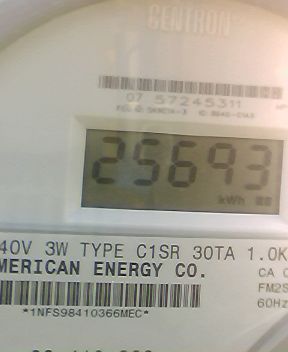 CENTRON
07 57245311
25693
kWh
40V 3W TYPE C1SR 30TA 1.0K
MERICAN ENERGY CO.
CA
FM2S
60Hz
*1NFS98410366MEC*